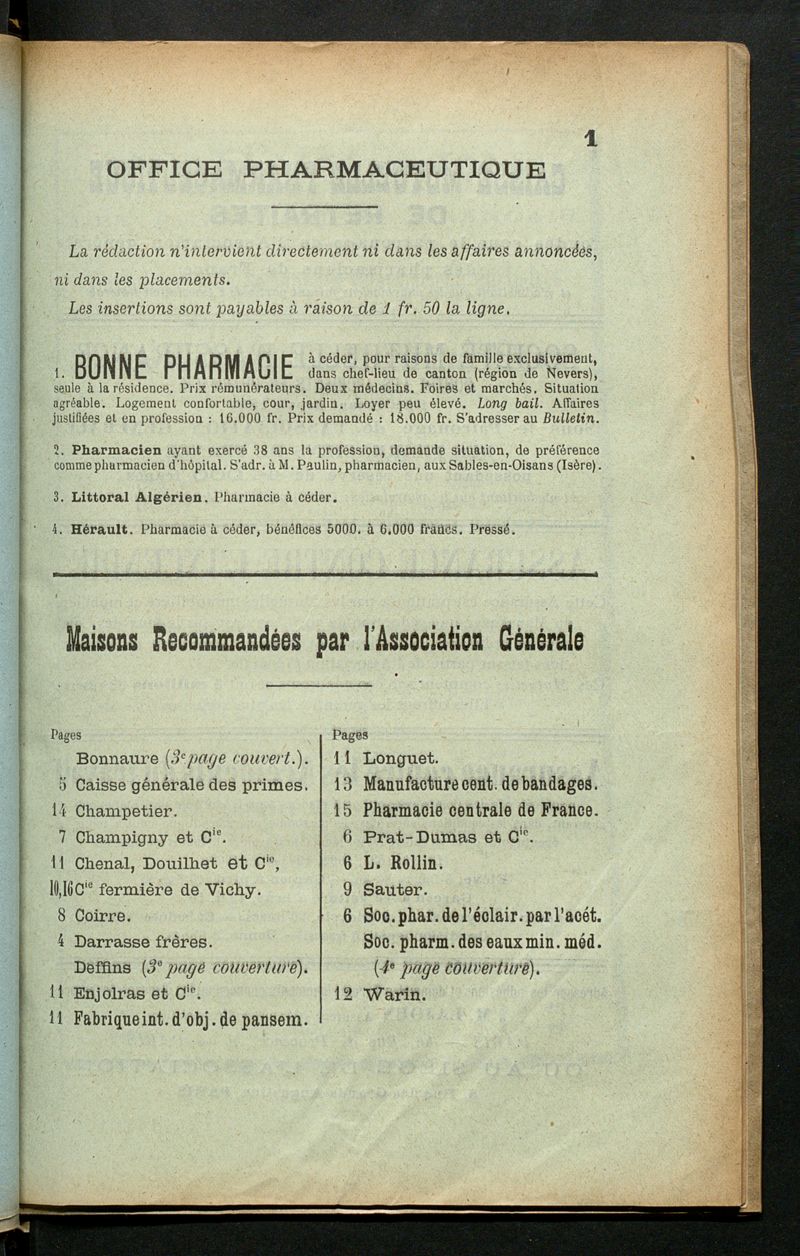 1
OFFICE PHARMACEUTIQUE
La rédaction n'intervient directement ni dans les affaires annoncées,
ni dans les placements.
Les insertions sont payables à raison de 1 fr. 50 la ligne.
1. BONNE PHARMACIE à céder, pour raisons de famille exclusivement,
dans chef-lieu de canton (région de Nevers),
seule à la résidence. Prix rémunérateurs. Deux médecins. Foires et marchés. Situation
agréable. Logement confortable, cour, jardin. Loyer peu élevé. Long bail. Affaires
justifiées et en profession : 16.000 fr. Prix demandé : 18.000 fr. S'adresser au Bulletin.
2. Pharmacien ayant exercé 38 ans la profession, demande situation, de préférence
comme pharmacien d'hôpital. S'adr. à M. Paulin, pharmacien, aux Sables-en-Oisans (Isère).
3. Littoral Algérien. Pharmacie à céder.
4. Hérault. Pharmacie à céder, bénéfices 5000. à 6.000 francs. Pressé.
Maisons Recommandées par l'Association Générale
Pages
Bonnaure (3e page couvert.).
5 Caisse générale des primes.
14 Champetier.
7 Champigny et Cie.
11 Chenal, Douilhet et Cie,
10,16 Cie fermière de Vichy.
8 Coirre.
4 Darrasse frères.
Deffins (3e page couverture).
11 Enjolras et Cie.
11 Fabrique int. d'obj. de pansem.
Pages
11 Longuet.
13 Manufacture cent. de bandages.
15 Pharmacie centrale de France.
6 Prat-Dumas et Cie.
6 L. Rollin.
9 Sauter.
6 Soc. phar. de l'éclair. par l'acét.
Soc. pharm. des eaux min. méd.
(4e page couverture).
12 Warin.